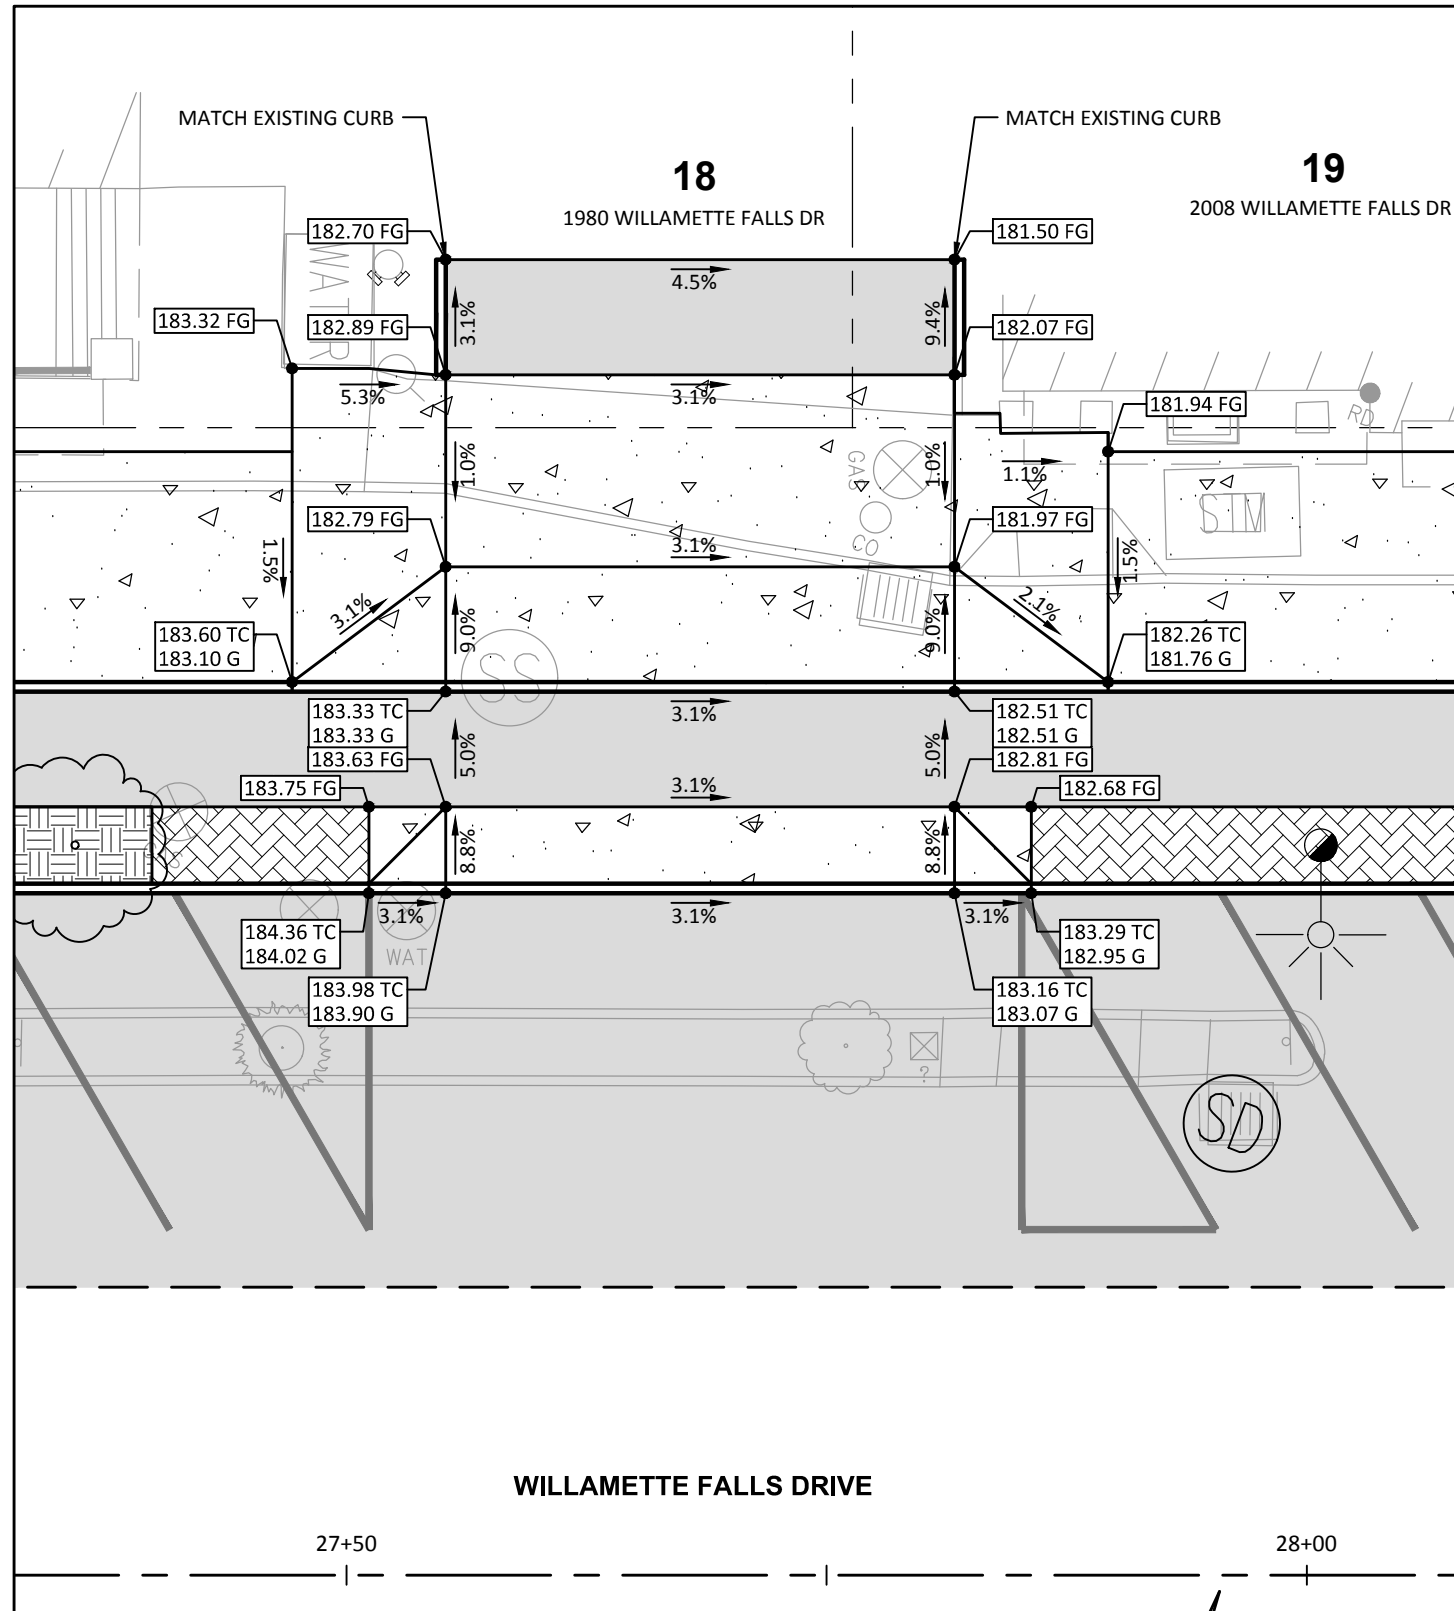 MATCH EXISTING CURB
MATCH EXISTING CURB
18
1980 WILLAMETTE FALLS DR
19
2008 WILLAMETTE FALLS DR
182.70 FG
181.50 FG
4.5%
3.1%
9.4%
183.32 FG
182.89 FG
182.07 FG
5.3%
3.1%
181.94 FG
RD
1.0%
GAS
1.0%
1.1%
182.79 FG
181.97 FG
CO
3.1%
1.5%
1.5%
3.1%
2.1%
9.0%
9.0%
183.60 TC
183.10 G
182.26 TC
181.76 G
SS
183.33 TC
183.33 G
3.1%
182.51 TC
182.51 G
5.0%
5.0%
183.63 FG
182.81 FG
183.75 FG
3.1%
182.68 FG
8.8%
8.8%
3.1%
3.1%
3.1%
184.36 TC
184.02 G
WAT
183.29 TC
182.95 G
183.98 TC
183.90 G
183.16 TC
183.07 G
?
SD
WILLAMETTE FALLS DRIVE
27+50
28+00